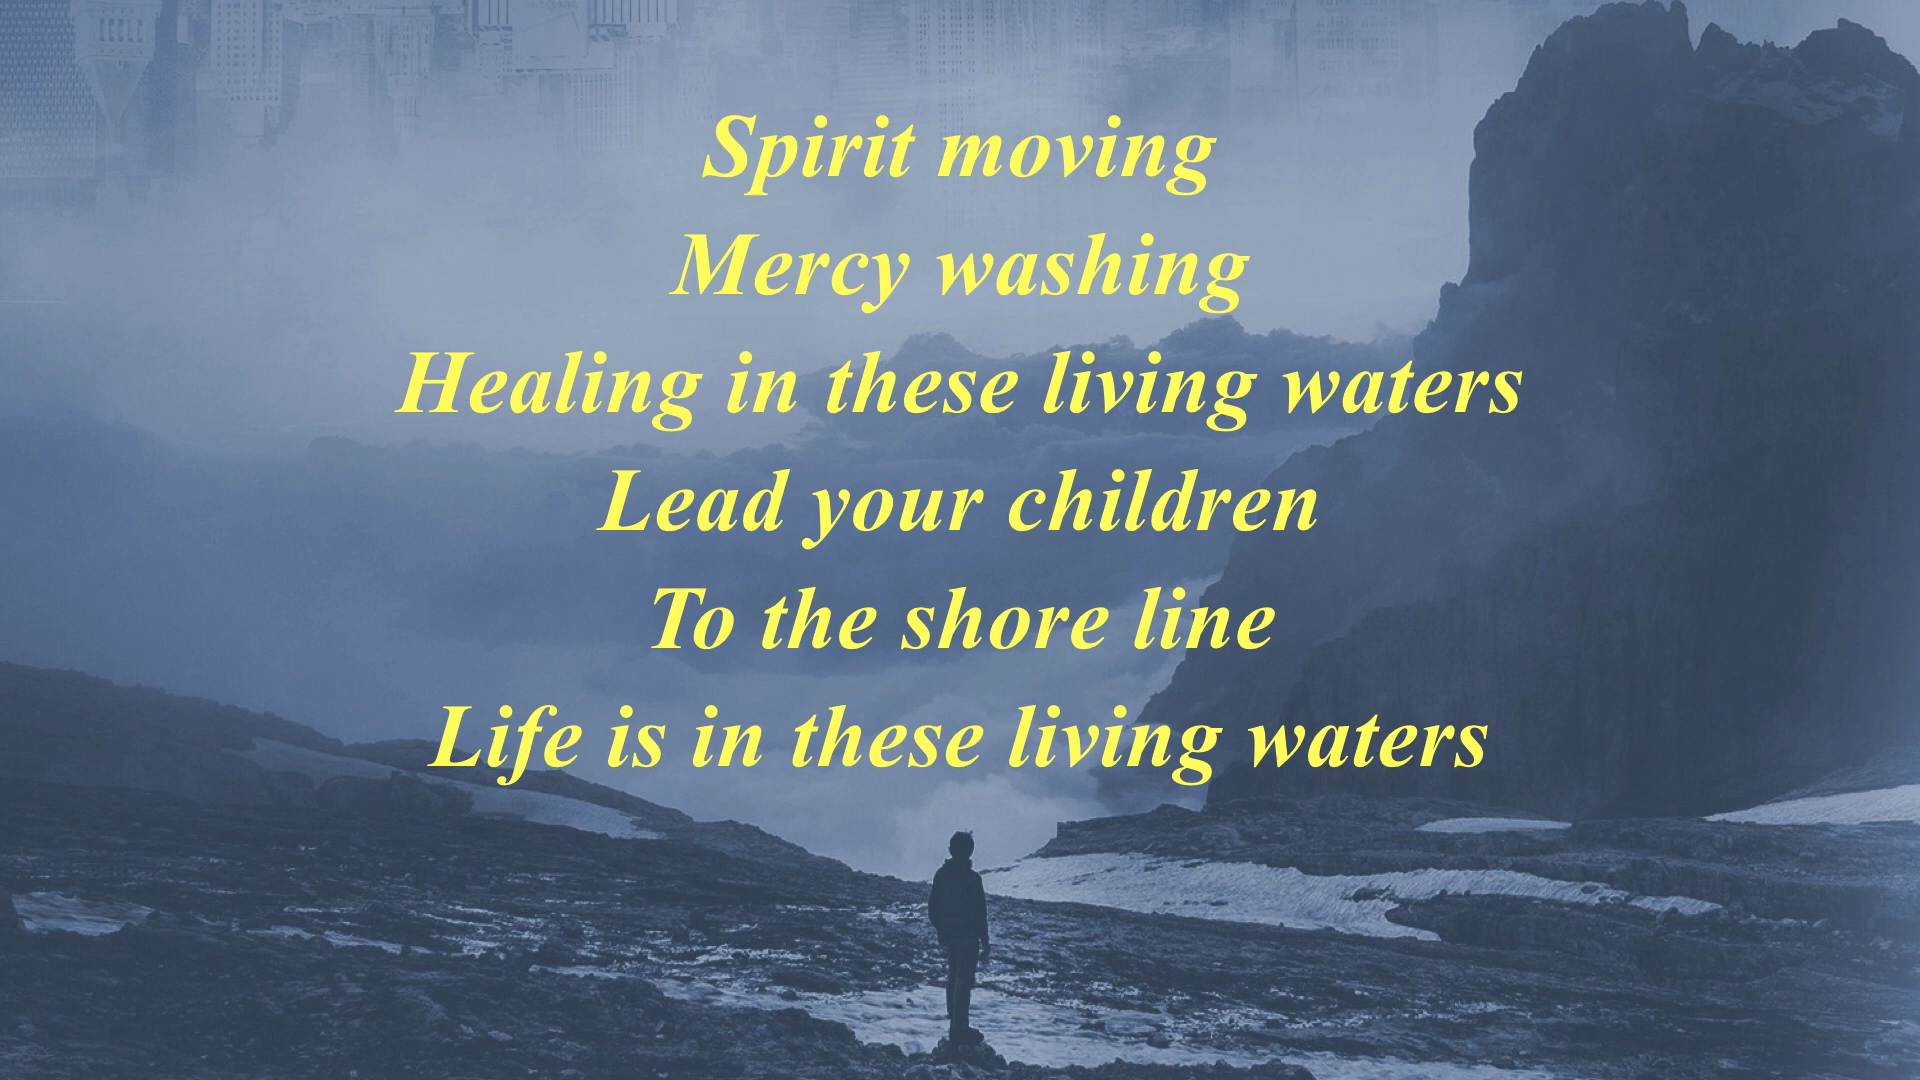 Spirit moving
Mercy washing
Healing in these living waters
Lead your children
To the shore line
Life is in these living waters